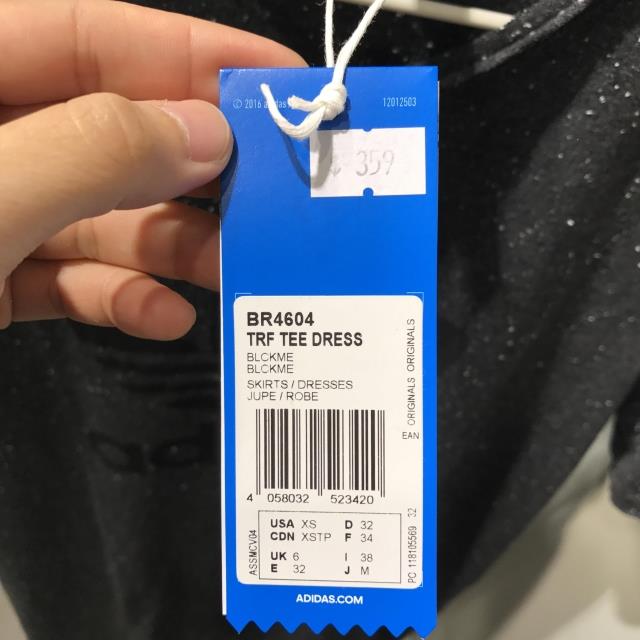 © 2016 adidas 12012503
$ 359
BR4604
TRF TEE DRESS
BLCKME
BLCKME
SKIRTS / DRESSES
JUPE / ROBE
ORIGINALS ORIGINALS
EAN
4 058032 523420
ASSMCV04
USA XS D 32
CDN XSTP F 34
UK 6 I 38
E 32 J M
PC 118105569 32
ADIDAS.COM